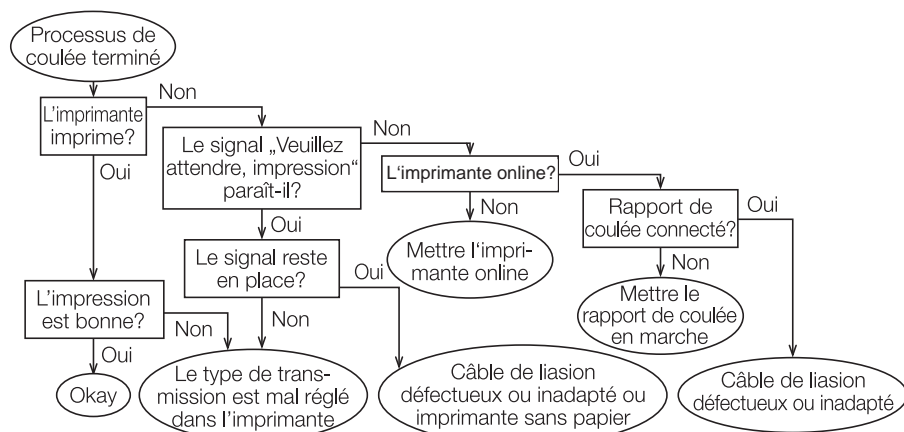 Processus de
coulée terminé
Non
L'imprimante
imprime?
Non
Le signal „Veuillez
attendre, impression“
paraît-il?
Oui
L'imprimante online?
Oui
Rapport de
coulée connecté?
Oui
Oui
Non
Mettre l'impri-
mante online
Le signal reste
en place?
Oui
Non
Mettre le
rapport de coulée
en marche
L'impression
est bonne?
Non
Non
Oui
Okay
Le type de trans-
mission est mal réglé
dans l'imprimante
Câble de liasion
défectueux ou inadapté ou
imprimante sans papier
Câble de liasion
défectueux ou inadapté